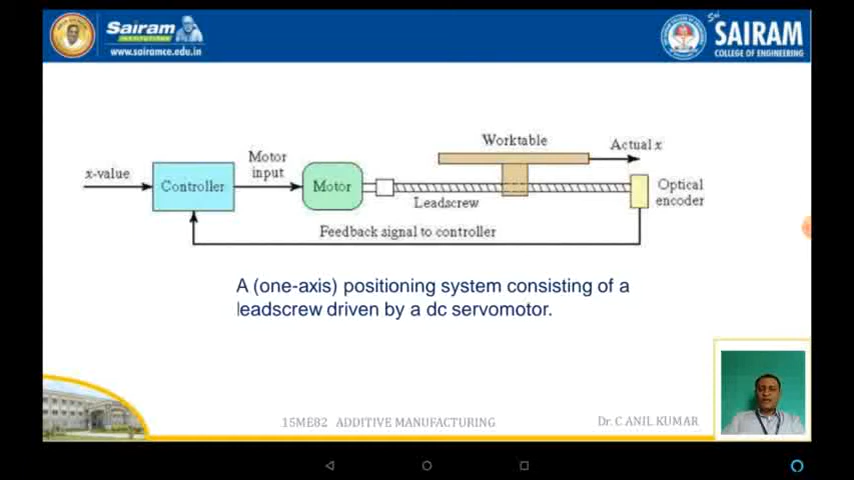 Sairam
INSTITUTIONS
www.sairamce.edu.in
Sri
SAIRAM
COLLEGE OF ENGINEERING
x-value
Controller
Motor
input
Motor
Leadscrew
Worktable
Actual x
Optical
encoder
Feedback signal to controller
A (one-axis) positioning system consisting of a
leadscrew driven by a dc servomotor.
15ME82 ADDITIVE MANUFACTURING
Dr. C ANIL KUMAR